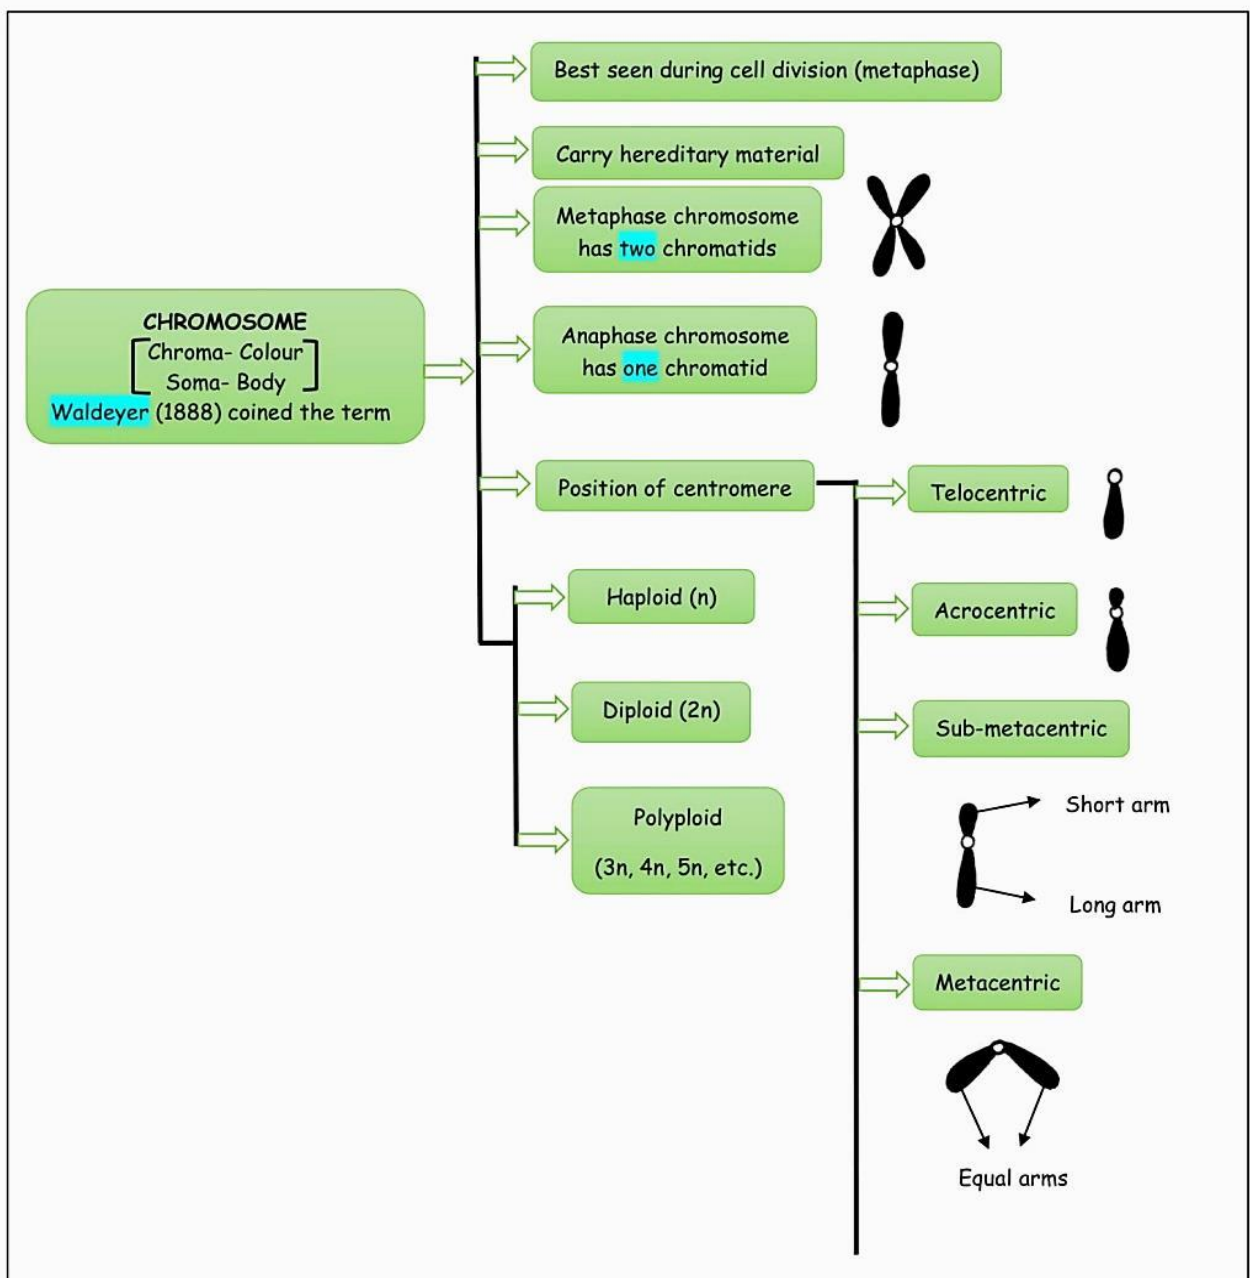 Best seen during cell division (metaphase)
Carry hereditary material
Metaphase chromosome
has two chromatids
CHROMOSOME
Chroma- Colour
Soma- Body
Waldeyer (1888) coined the term
Anaphase chromosome
has one chromatid
Position of centromere
Telocentric
Acrocentric
Sub-metacentric
Short arm
Long arm
Metacentric
Equal arms
Haploid (n)
Diploid (2n)
Polyploid
(3n, 4n, 5n, etc.)